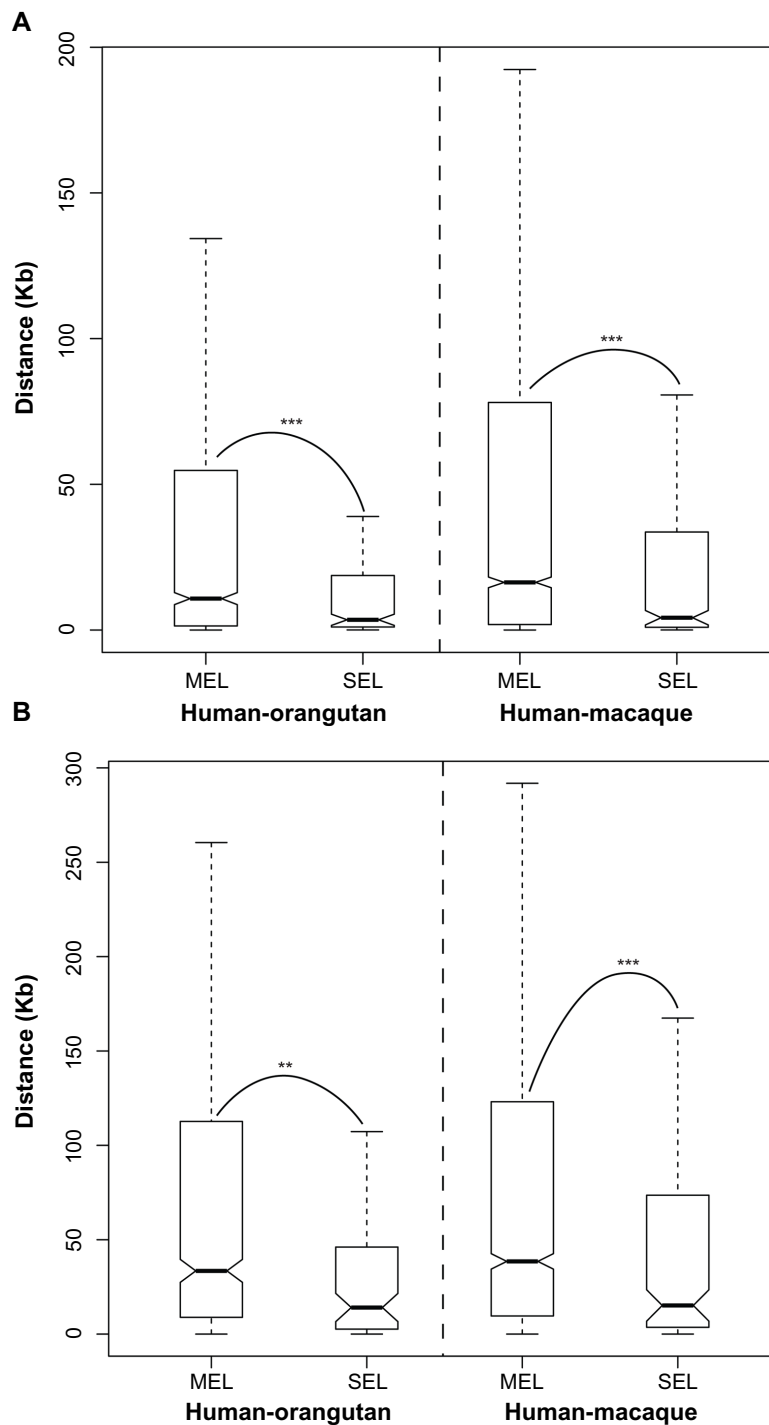 A
200
150
100
50
0
Distance (Kb)
***
***
MEL SEL MEL SEL
Human-orangutan Human-macaque
B
300
250
200
150
100
50
0
Distance (Kb)
**
***
MEL SEL MEL SEL
Human-orangutan Human-macaque